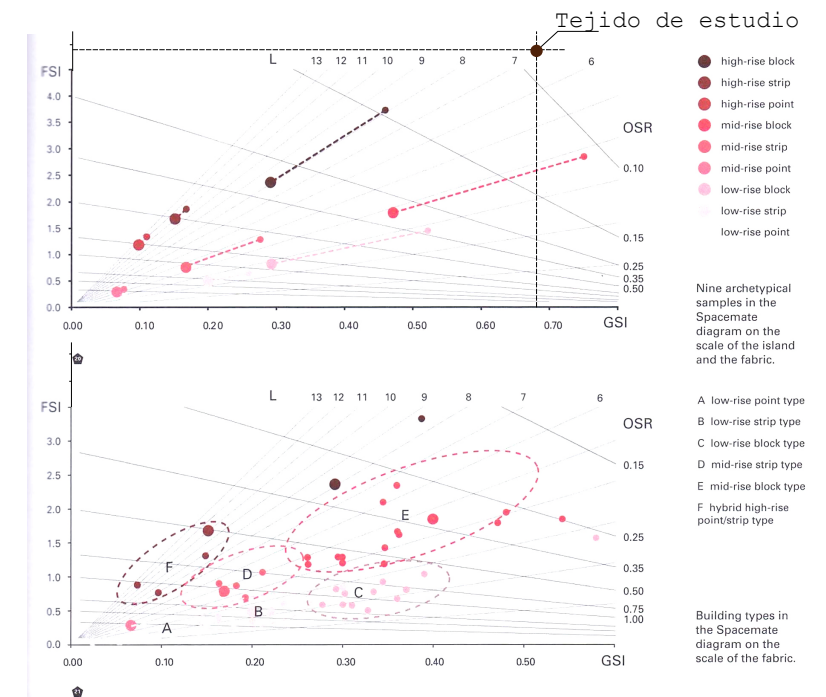 Tejido de estudio
FSI
L 13 12 11 10 9 8 7 6
4.0
3.5
3.0
2.5
2.0
1.5
1.0
0.5
0.0
OSR
0.10
0.15
0.25
0.35
0.50
0.00 0.10 0.20 0.30 0.40 0.50 0.60 0.70
GSI
high-rise block
high-rise strip
high-rise point
mid-rise block
mid-rise strip
mid-rise point
low-rise block
low-rise strip
low-rise point
Nine archetypical
samples in the
Spacemate
diagram on the
scale of the island
and the fabric.
20
FSI
L 13 12 11 10 9 8 7 6
3.0
2.5
2.0
1.5
1.0
0.5
0.0
OSR
0.15
0.25
0.35
0.50
0.75
1.00
F
D
E
C
B
A
0.00 0.10 0.20 0.30 0.40 0.50
GSI
A low-rise point type
B low-rise strip type
C low-rise block type
D mid-rise strip type
E mid-rise block type
F hybrid high-rise
point/strip type
Building types in
the Spacemate
diagram on the
scale of the fabric.
21